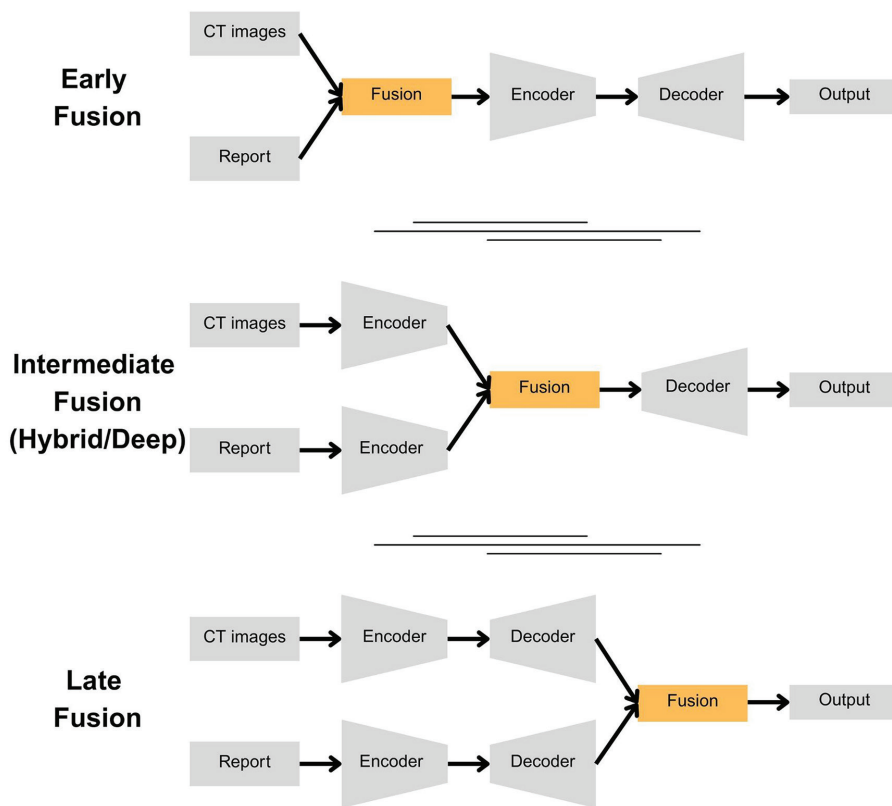 CT images
Early
Fusion
Fusion
Encoder
Decoder
Output
Report
CT images
Encoder
Intermediate
Fusion
(Hybrid/Deep)
Fusion
Decoder
Output
Report
Encoder
CT images
Encoder
Decoder
Late
Fusion
Fusion
Output
Report
Encoder
Decoder